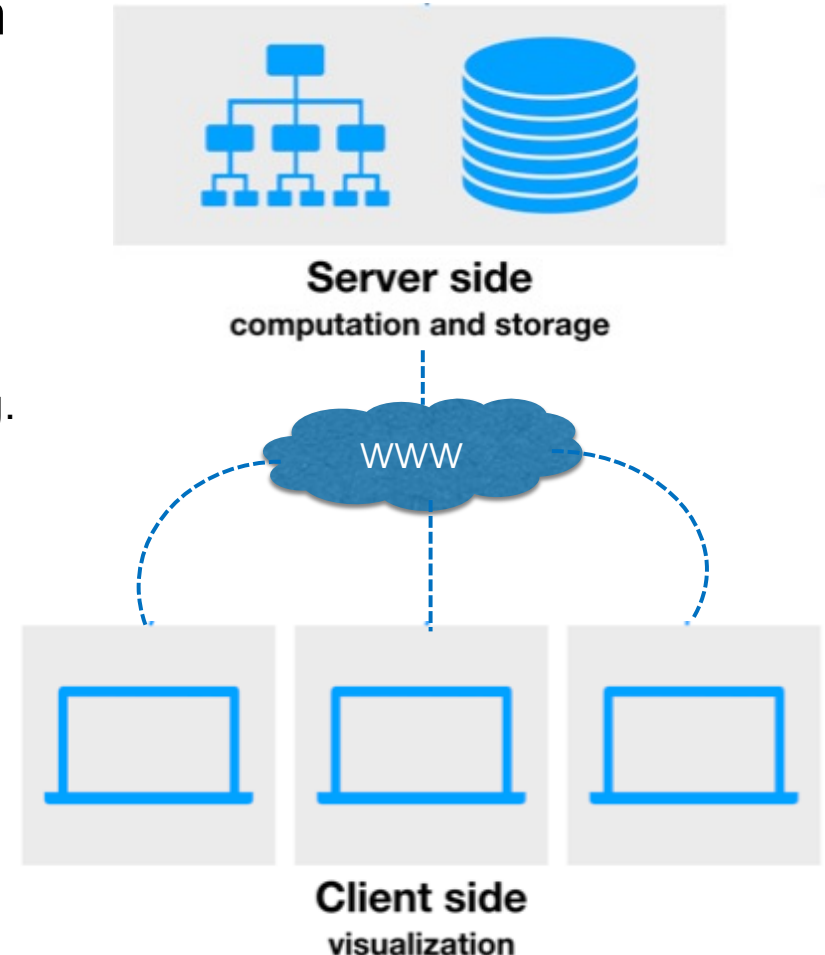 Server side
computation and storage
WWW
Client side
visualization